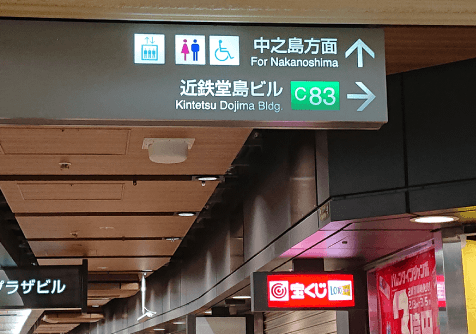 中之島方面
For Nakanoshima
近鉄堂島ビル
Kintetsu Dojima Bldg.
C83
プラザビル
宝くじ